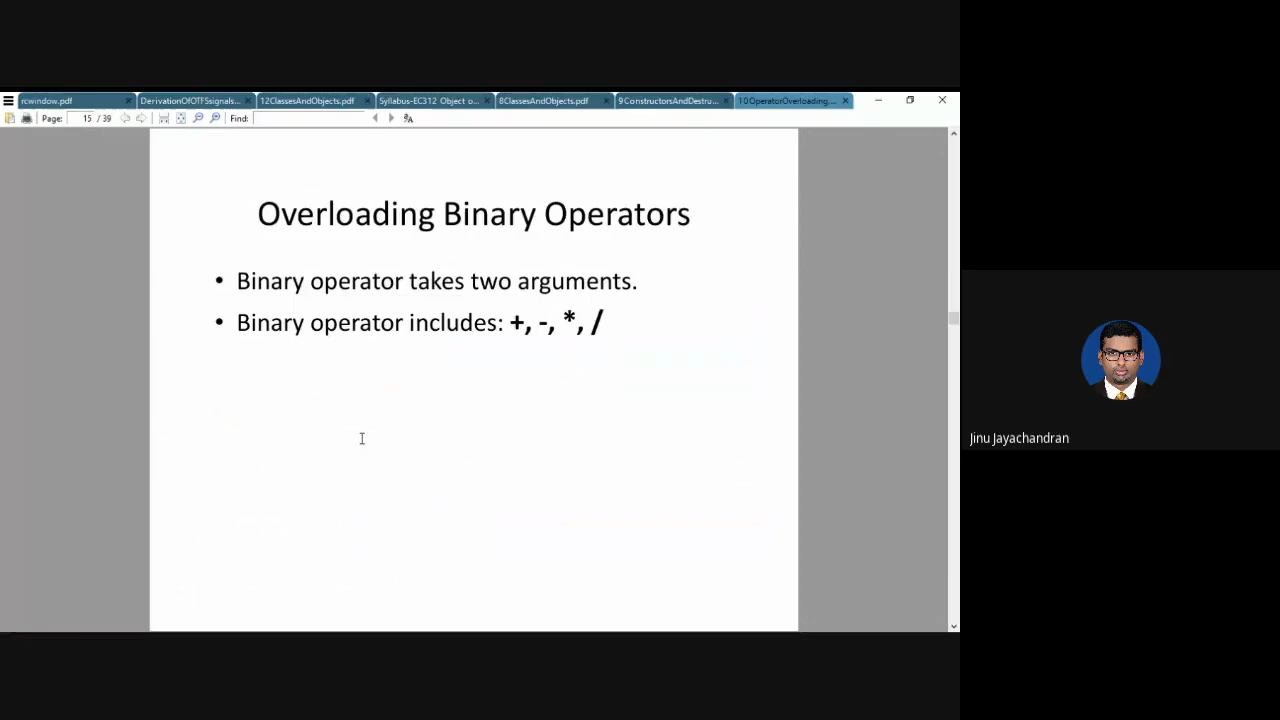 rcwindow.pdf
DerivationOfOTFSsignals...
12ClassesAndObjects.pdf
Syllabus-EC312 Object o...
8ClassesAndObjects.pdf
9ConstructorsAndDestru...
10OperatorOverloading,...
Page: 15 / 39 Find:
Overloading Binary Operators
• Binary operator takes two arguments.
• Binary operator includes: +, -, *, /
Jinu Jayachandran